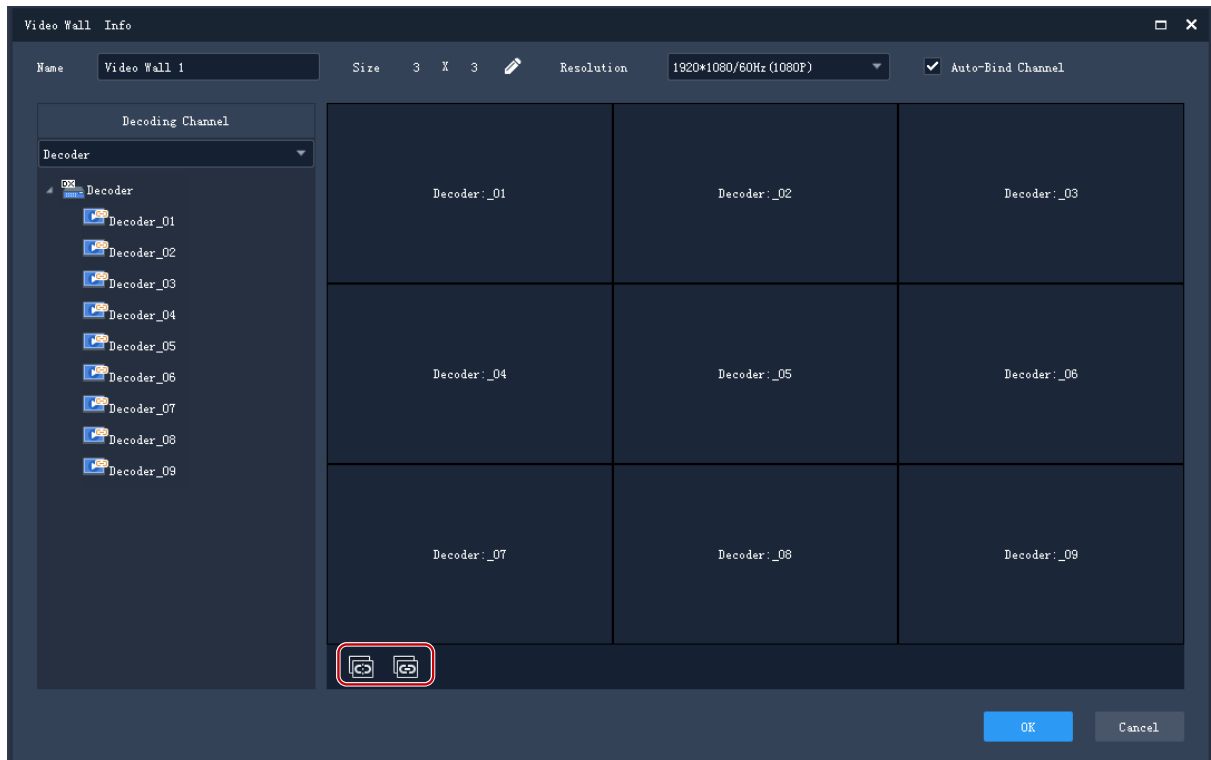 Video Wall Info
Name Video Wall 1 Size 3 X 3 Resolution 1920*1080/60Hz(1080P) Auto-Bind Channel
Decoding Channel
Decoder
DX Decoder
Decoder_01
Decoder_02
Decoder_03
Decoder_04
Decoder_05
Decoder_06
Decoder_07
Decoder_08
Decoder_09
Decoder:_01 Decoder:_02 Decoder:_03
Decoder:_04 Decoder:_05 Decoder:_06
Decoder:_07 Decoder:_08 Decoder:_09
OK Cancel